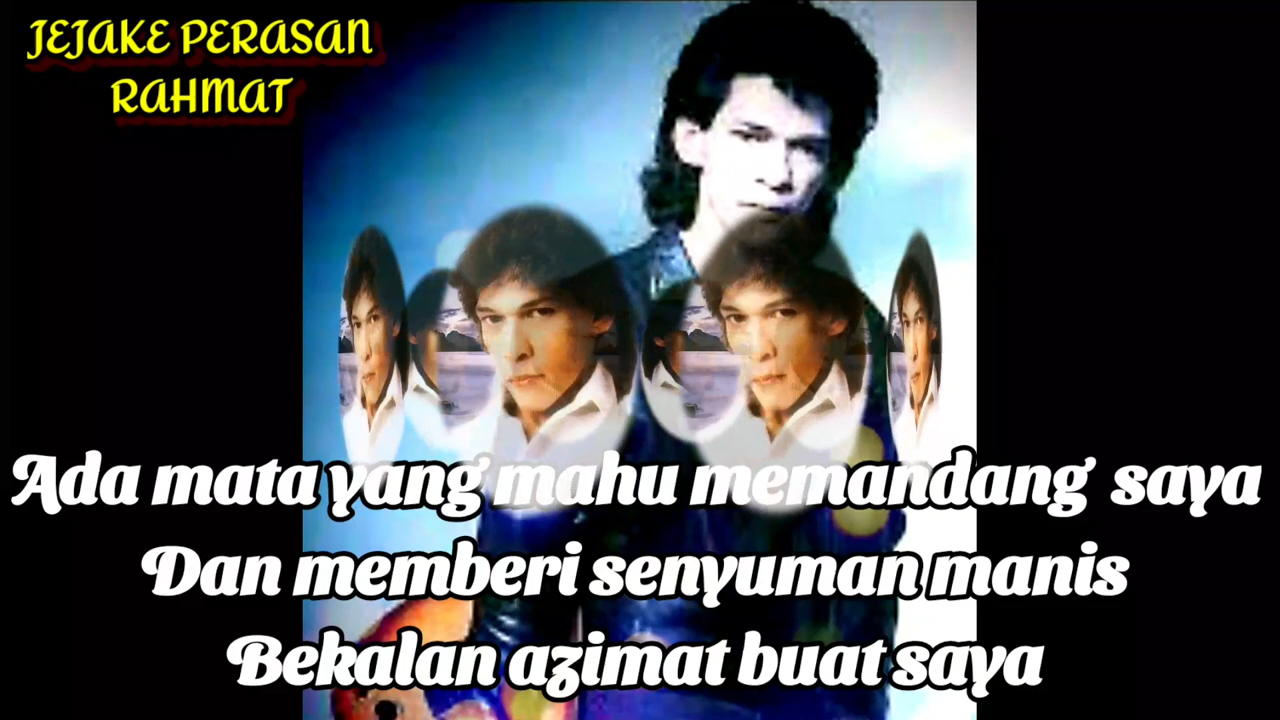 JEJAKE PERASAN
RAHMAT
Ada mata yang mahu memandang saya
Dan memberi senyuman manis
Bekalan azimat buat saya